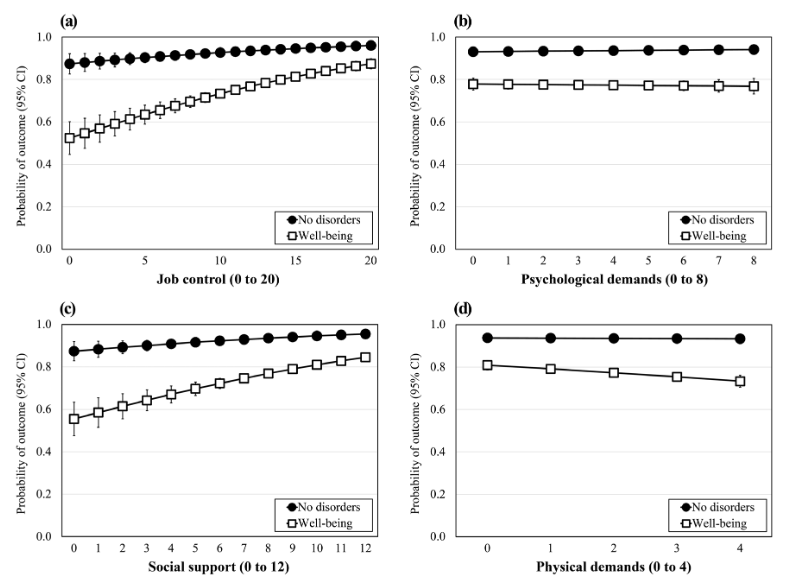 (a)
1.0
0.8
0.6
0.4
0.2
0.0
Probability of outcome (95% CI)
No disorders
Well-being
0 5 10 15 20
Job control (0 to 20)
(b)
1.0
0.8
0.6
0.4
0.2
0.0
Probability of outcome (95% CI)
No disorders
Well-being
0 1 2 3 4 5 6 7 8
Psychological demands (0 to 8)
(c)
1.0
0.8
0.6
0.4
0.2
0.0
Probability of outcome (95% CI)
No disorders
Well-being
0 1 2 3 4 5 6 7 8 9 10 11 12
Social support (0 to 12)
(d)
1.0
0.8
0.6
0.4
0.2
0.0
Probability of outcome (95% CI)
No disorders
Well-being
0 1 2 3 4
Physical demands (0 to 4)